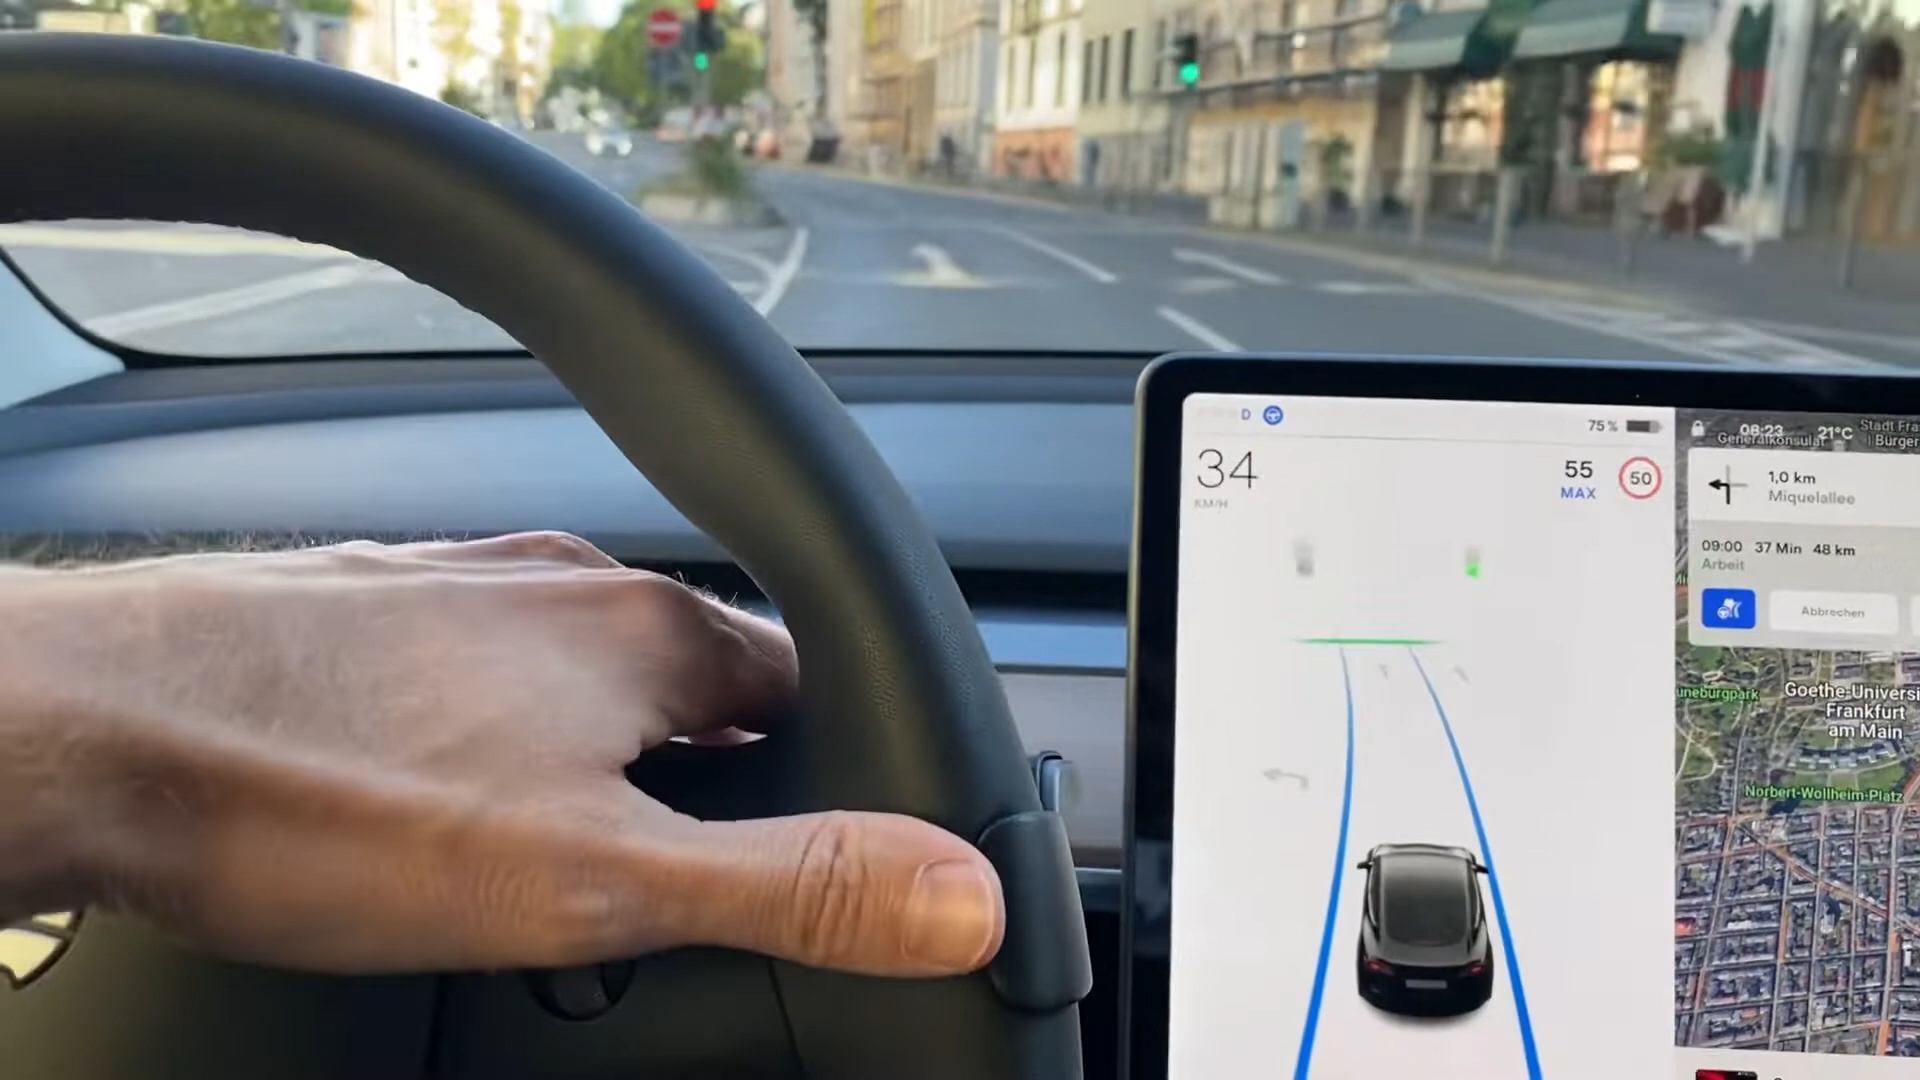 D
75 %
34
KM/H
55
MAX
50
08:23
21°C
Stadt Fra
Generalkonsulat
| Bürger
1,0 km
Miquelallee
09:00 37 Min 48 km
Arbeit
Abbrechen
uneburgpark
Goethe-Universi
Frankfurt
am Main
Norbert-Wollheim-Platz